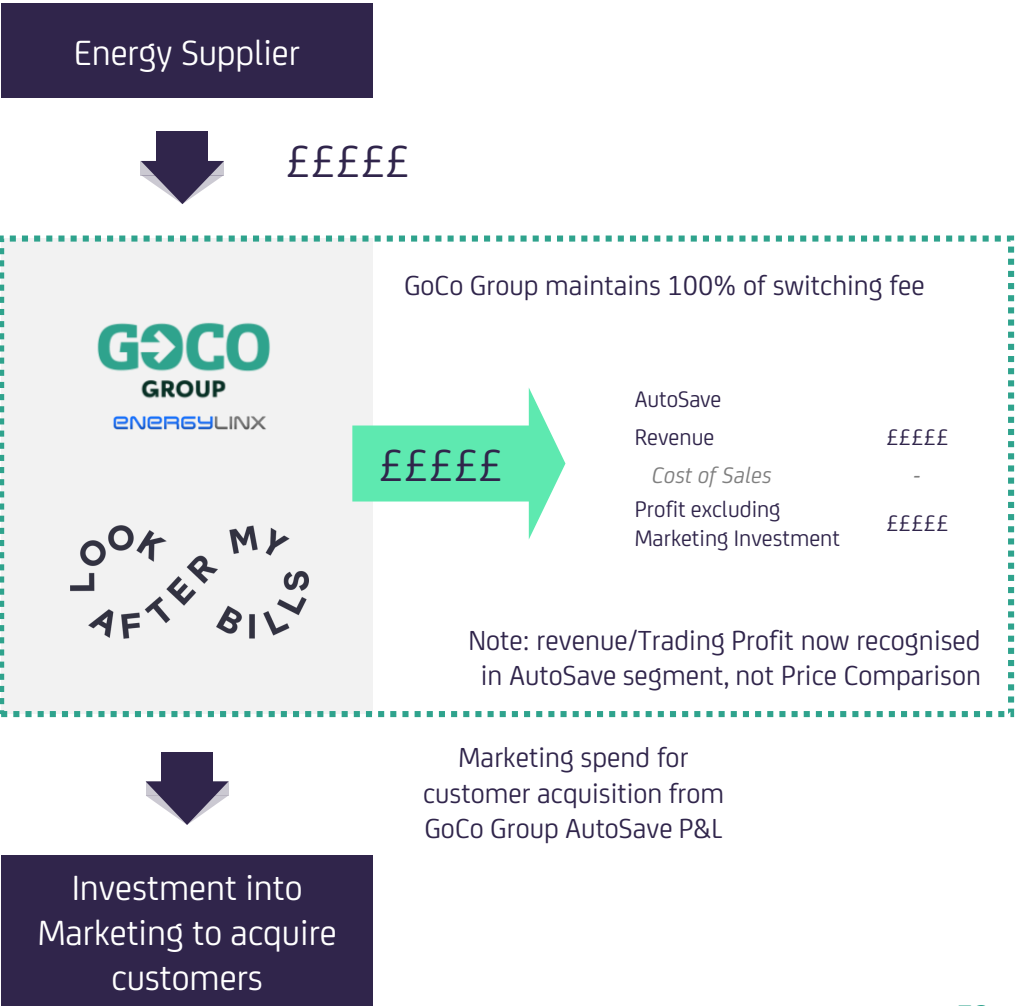 Energy Supplier
£££££
GoCo Group maintains 100% of switching fee
GOCO
GROUP
energyLINX
£££££
AutoSave
Revenue £££££
Cost of Sales -
Profit excluding
Marketing Investment £££££
LOOK AFTER MY BILLS
Note: revenue/Trading Profit now recognised
in AutoSave segment, not Price Comparison
Marketing spend for
customer acquisition from
GoCo Group AutoSave P&L
Investment into
Marketing to acquire
customers